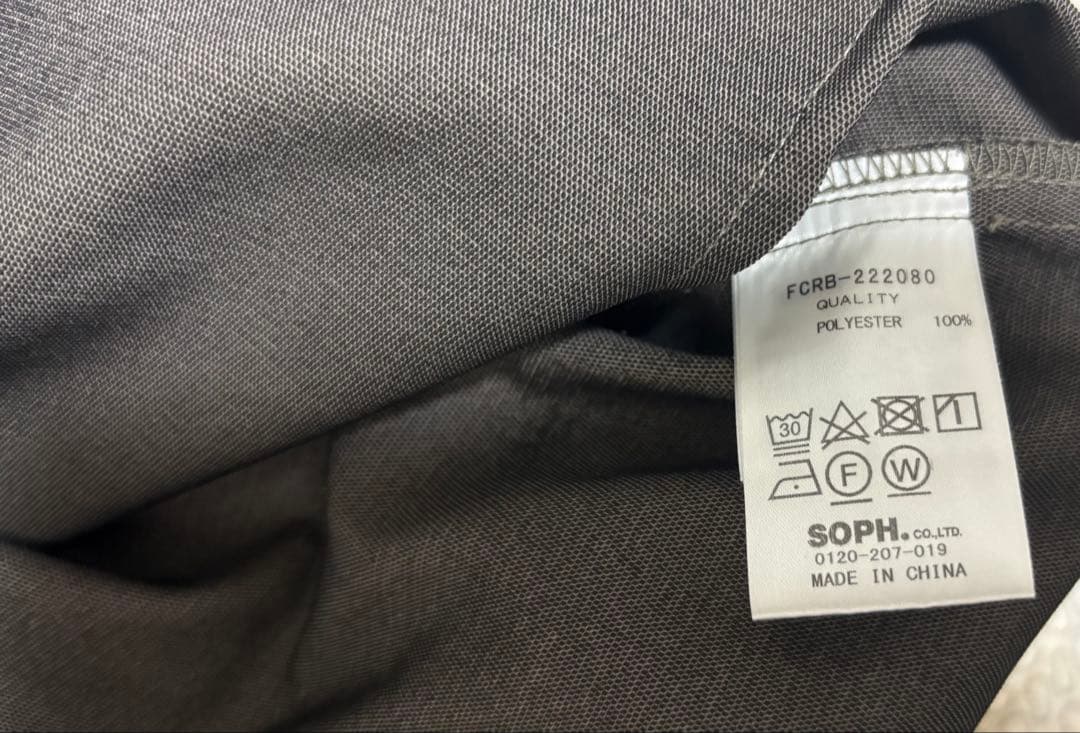 FCRB-222080
QUALITY
POLYESTER 100%
30
F W
SOPH.CO.,LTD.
0120-207-019
MADE IN CHINA